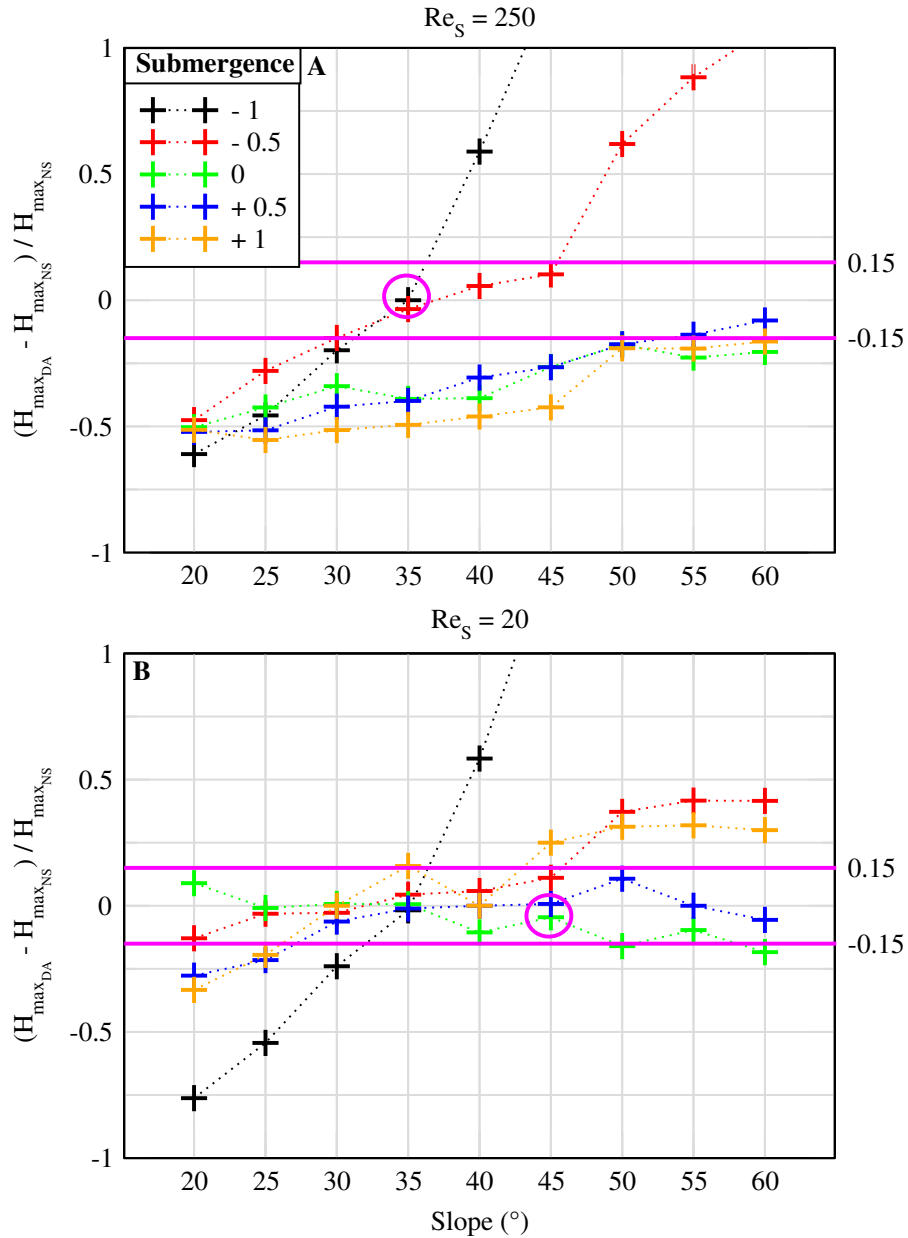 Re_S = 250
A
Submergence
- 1
- 0.5
0
+ 0.5
+ 1
(H_max_DA - H_max_NS) / H_max_NS
1
0.5
0
-0.5
-1
0.15
-0.15
20 25 30 35 40 45 50 55 60
Re_S = 20
B
(H_max_DA - H_max_NS) / H_max_NS
1
0.5
0
-0.5
-1
0.15
-0.15
20 25 30 35 40 45 50 55 60
Slope (°)